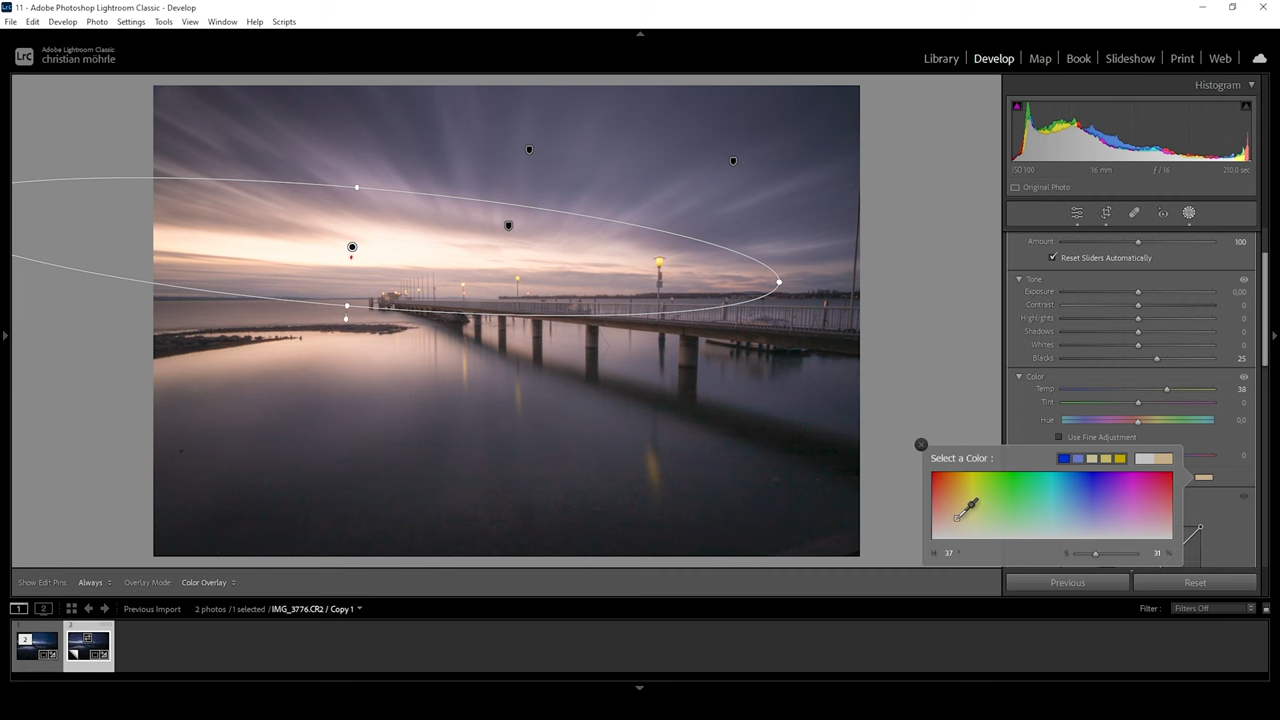 11 - Adobe Photoshop Lightroom Classic - Develop
File Edit Develop Photo Settings Tools View Window Help Scripts
Lrc
Adobe Lightroom Classic
christian möhrle
Library | Develop | Map | Book | Slideshow | Print | Web
Histogram
ISO 100 16 mm ƒ / 16 210,0 sec
Original Photo
Amount 100
Reset Sliders Automatically
Tone
Exposure 0,00
Contrast 0
Highlights 0
Shadows 0
Whites 0
Blacks 25
Color
Temp 38
Tint 0
Hue 0,0
Use Fine Adjustment
0
Select a Color :
H 37 ° S 31 %
Show Edit Pins: Always Overlay Mode: Color Overlay
Previous Reset
1 2 Previous Import 2 photos /1 selected /IMG_3776.CR2 / Copy 1 Filter : Filters Off
1 2
2